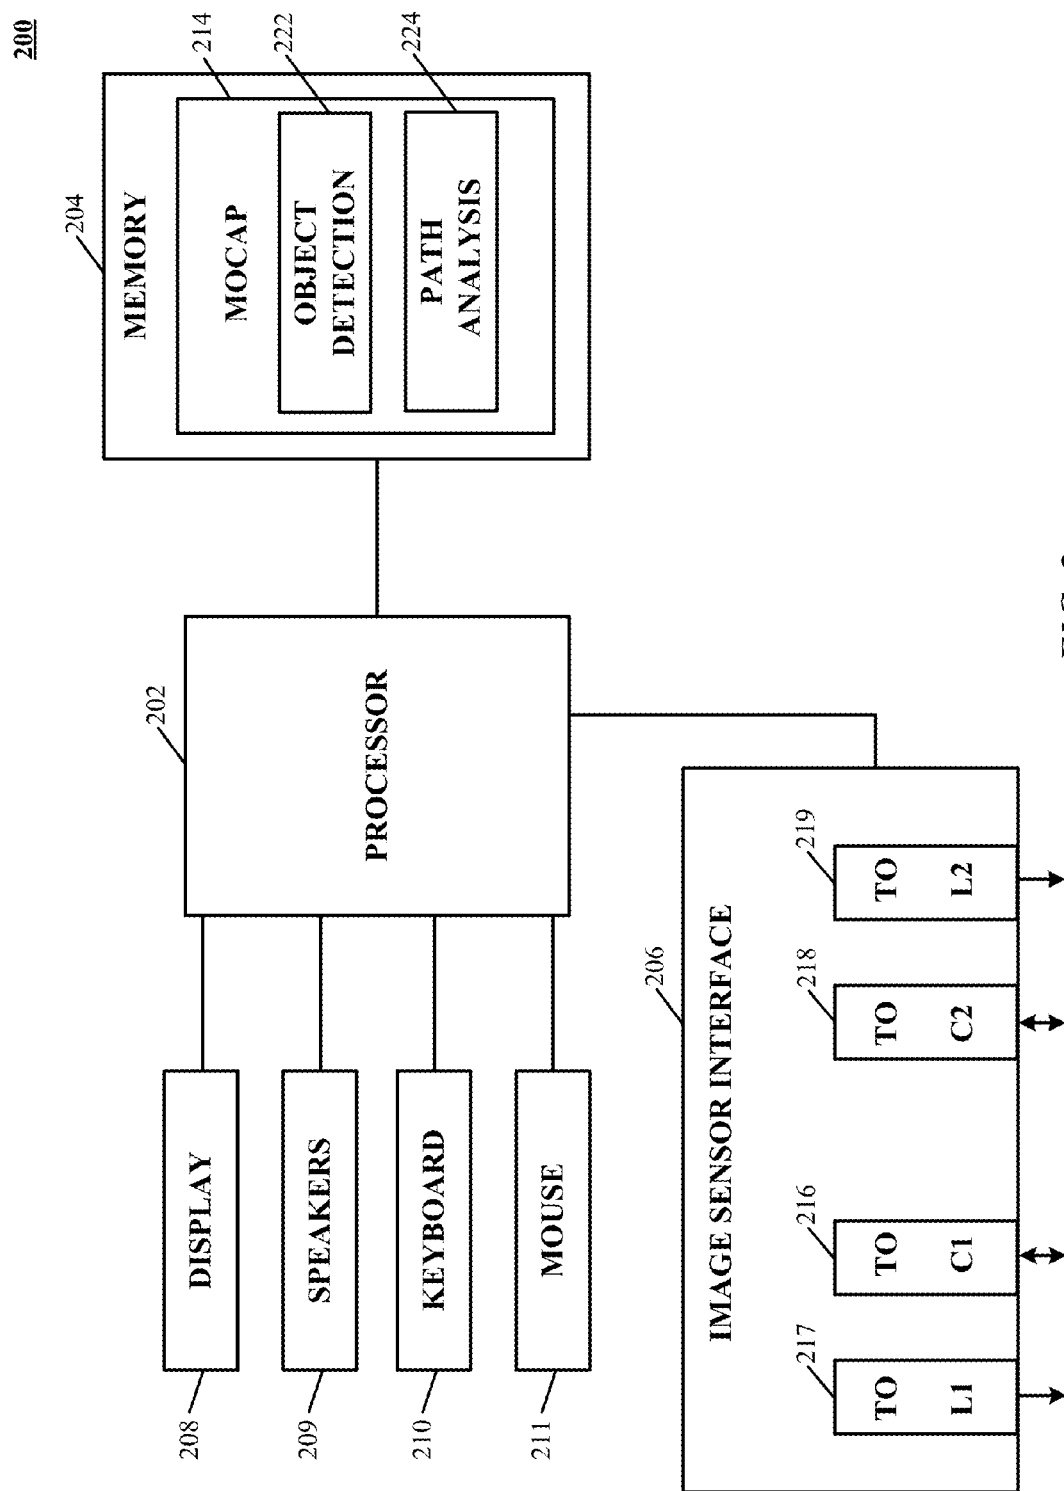 200
204
MEMORY
214
MOCAP
222
OBJECT
DETECTION
224
PATH
ANALYSIS
202
PROCESSOR
208
DISPLAY
209
SPEAKERS
210
KEYBOARD
211
MOUSE
206
IMAGE SENSOR INTERFACE
217
TO
L1
216
TO
C1
218
TO
C2
219
TO
L2
FIG.